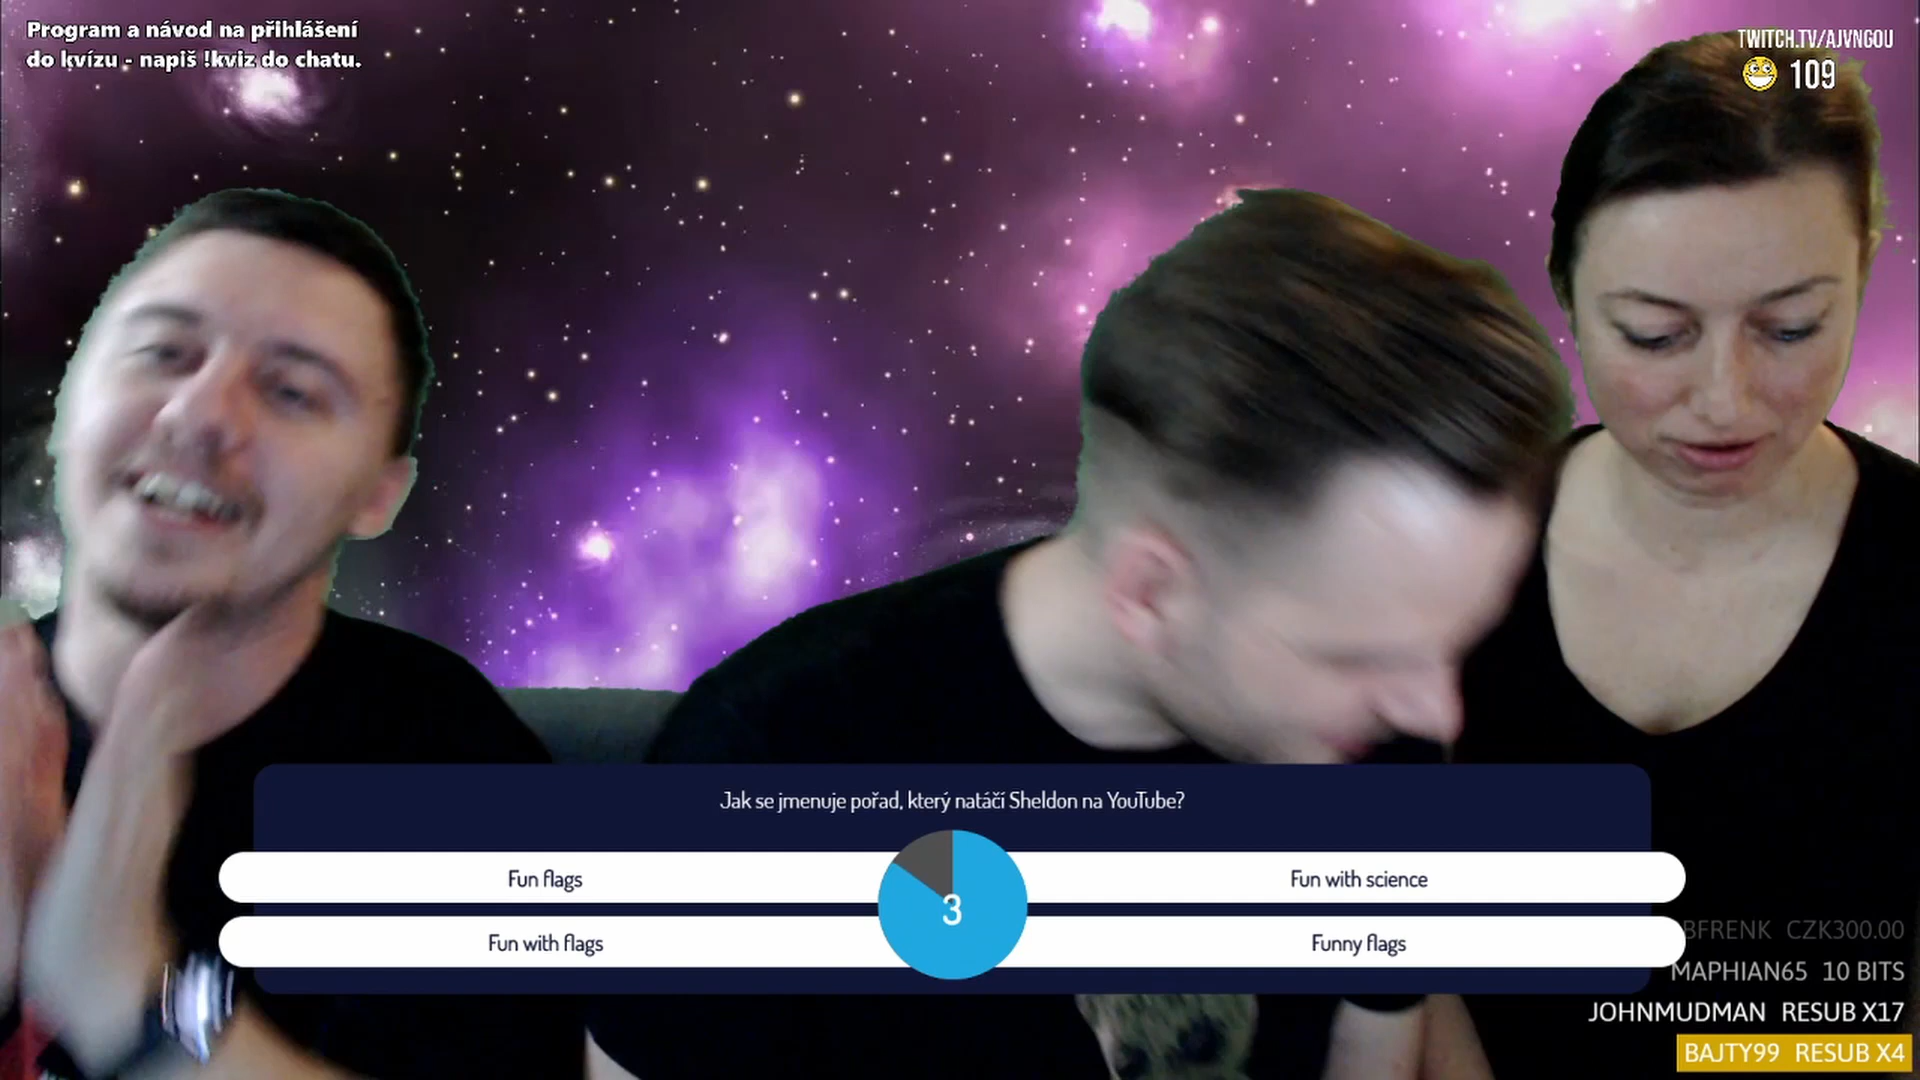 Program a návod na přihlášení
do kvízu - napiš !kviz do chatu.
TWITCH.TV/AJVNGOU
109
Jak se jmenuje pořad, který natáčí Sheldon na YouTube?
Fun flags
Fun with science
3
Fun with flags
Funny flags
BFRENK CZK300.00
MAPHIAN65 10 BITS
JOHNMUDMAN RESUB X17
BAJTY99 RESUB X4